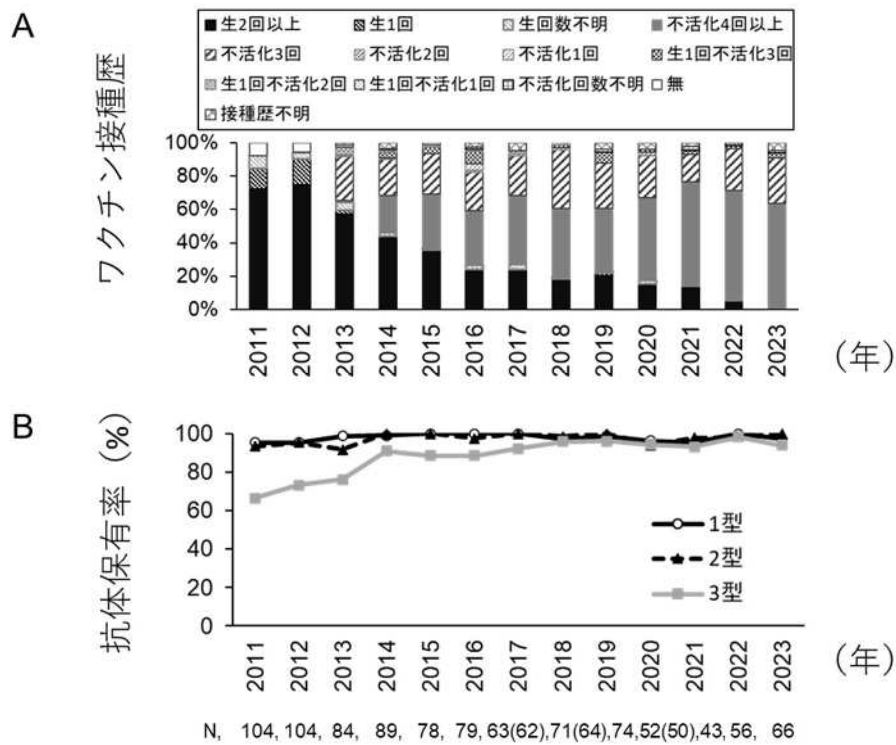 A
生2回以上 生1回 生回数不明 不活化4回以上
不活化3回 不活化2回 不活化1回 生1回不活化3回
生1回不活化2回 生1回不活化1回 不活化回数不明 無
接種歴不明
ワクチン接種歴
100%
80%
60%
40%
20%
0%
2011 2012 2013 2014 2015 2016 2017 2018 2019 2020 2021 2022 2023
(年)
B
抗体保有率 (%)
100
80
60
40
20
0
1型
2型
3型
2011 2012 2013 2014 2015 2016 2017 2018 2019 2020 2021 2022 2023
(年)
N, 104, 104, 84, 89, 78, 79, 63(62), 71(64), 74, 52(50), 43, 56, 66